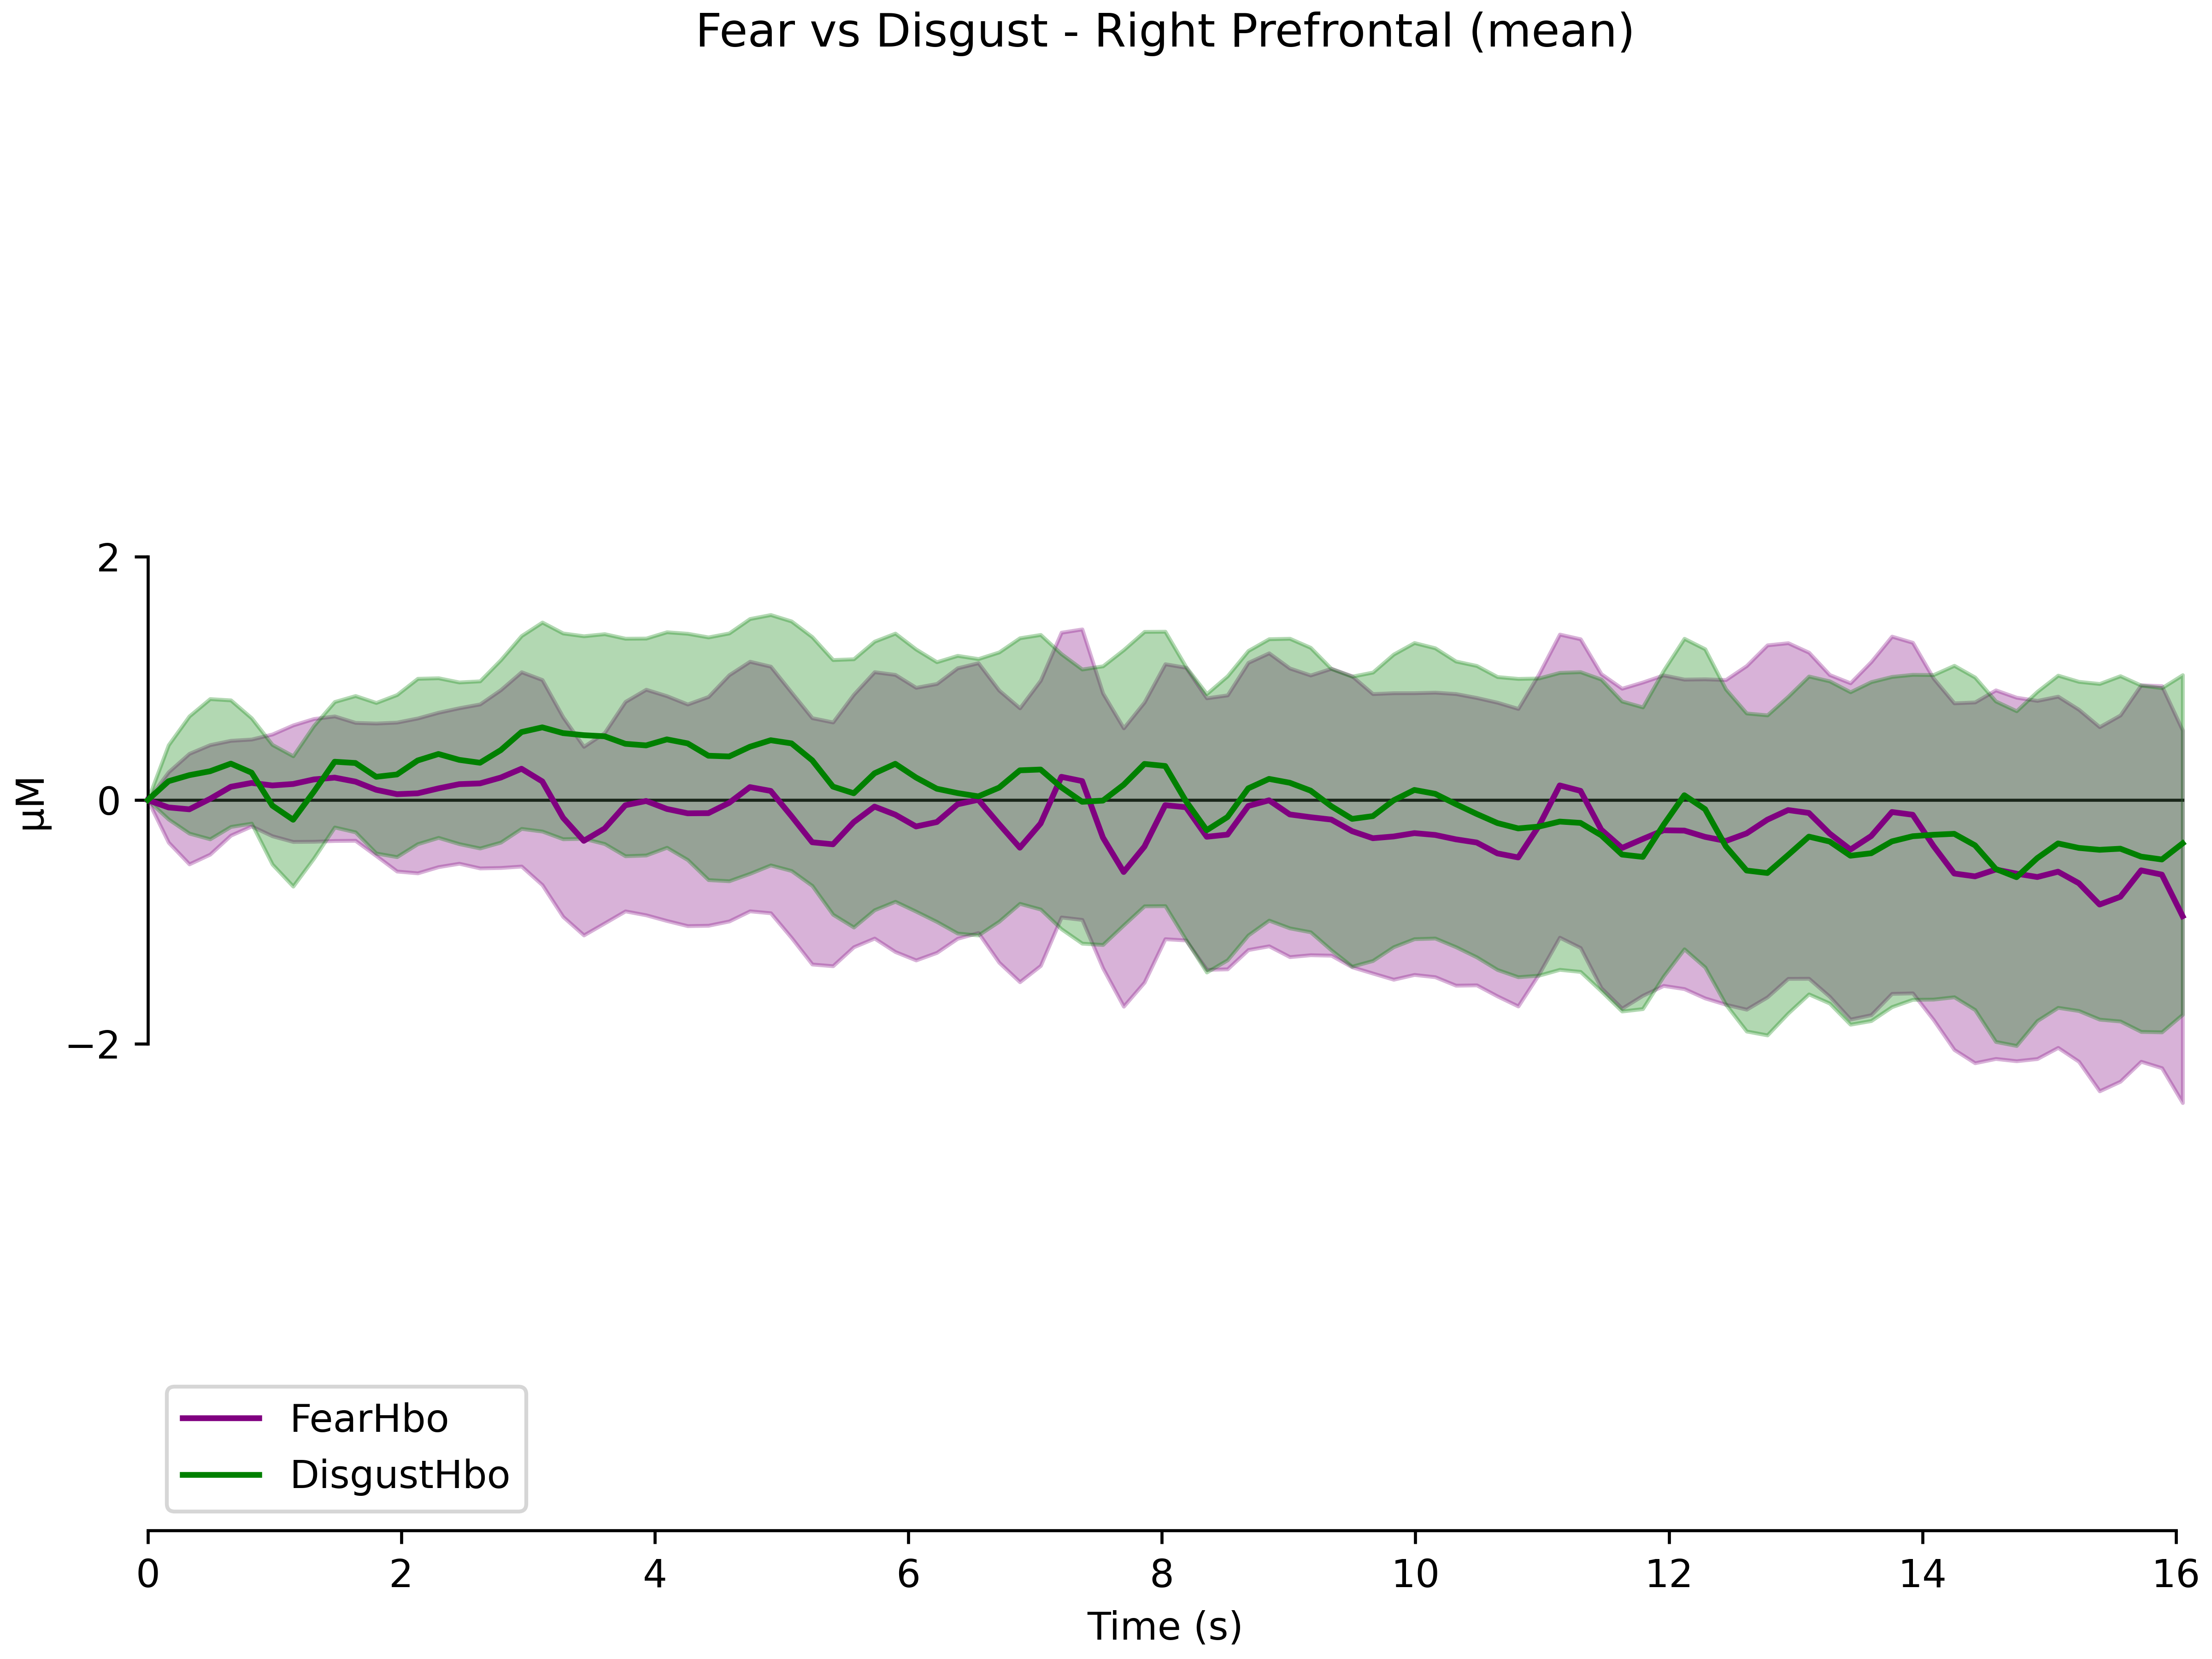 Fear vs Disgust - Right Prefrontal (mean)
2
0
−2
µM
FearHbo
DisgustHbo
0 2 4 6 8 10 12 14 16
Time (s)